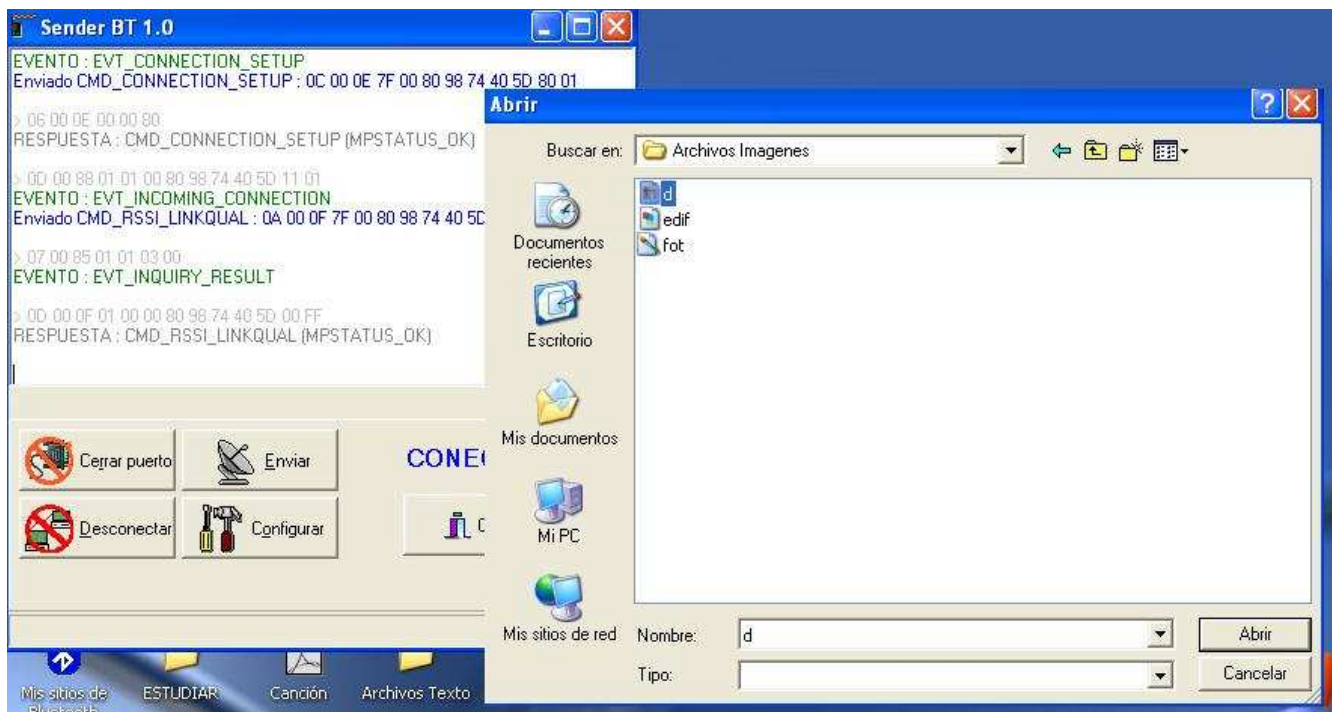 Sender BT 1.0
EVENTO : EVT_CONNECTION_SETUP
Enviado CMD_CONNECTION_SETUP : 0C 00 0E 7F 00 80 98 74 40 5D 80 01
> 06 00 0E 00 00 80
RESPUESTA : CMD_CONNECTION_SETUP (MPSTATUS_OK)
> 0D 00 88 01 01 00 80 98 74 40 5D 11 01
EVENTO : EVT_INCOMING_CONNECTION
Enviado CMD_RSSI_LINKQUAL : 0A 00 0F 7F 00 80 98 74 40 5D
> 07 00 85 01 01 03 00
EVENTO : EVT_INQUIRY_RESULT
> 0D 00 0F 01 00 00 80 98 74 40 5D 00 FF
RESPUESTA : CMD_RSSI_LINKQUAL (MPSTATUS_OK)
Cerrar puerto
Enviar
CONE
Desconectar
Configurar
Abrir
Buscar en:
Archivos Imagenes
d
edif
fot
Documentos
recientes
Escritorio
Mis documentos
Mi PC
Mis sitios de red
Nombre:
d
Abrir
Tipo:
Cancelar
Mis sitios de
Bluetooth
ESTUDIAR
Canción
Archivos Texto